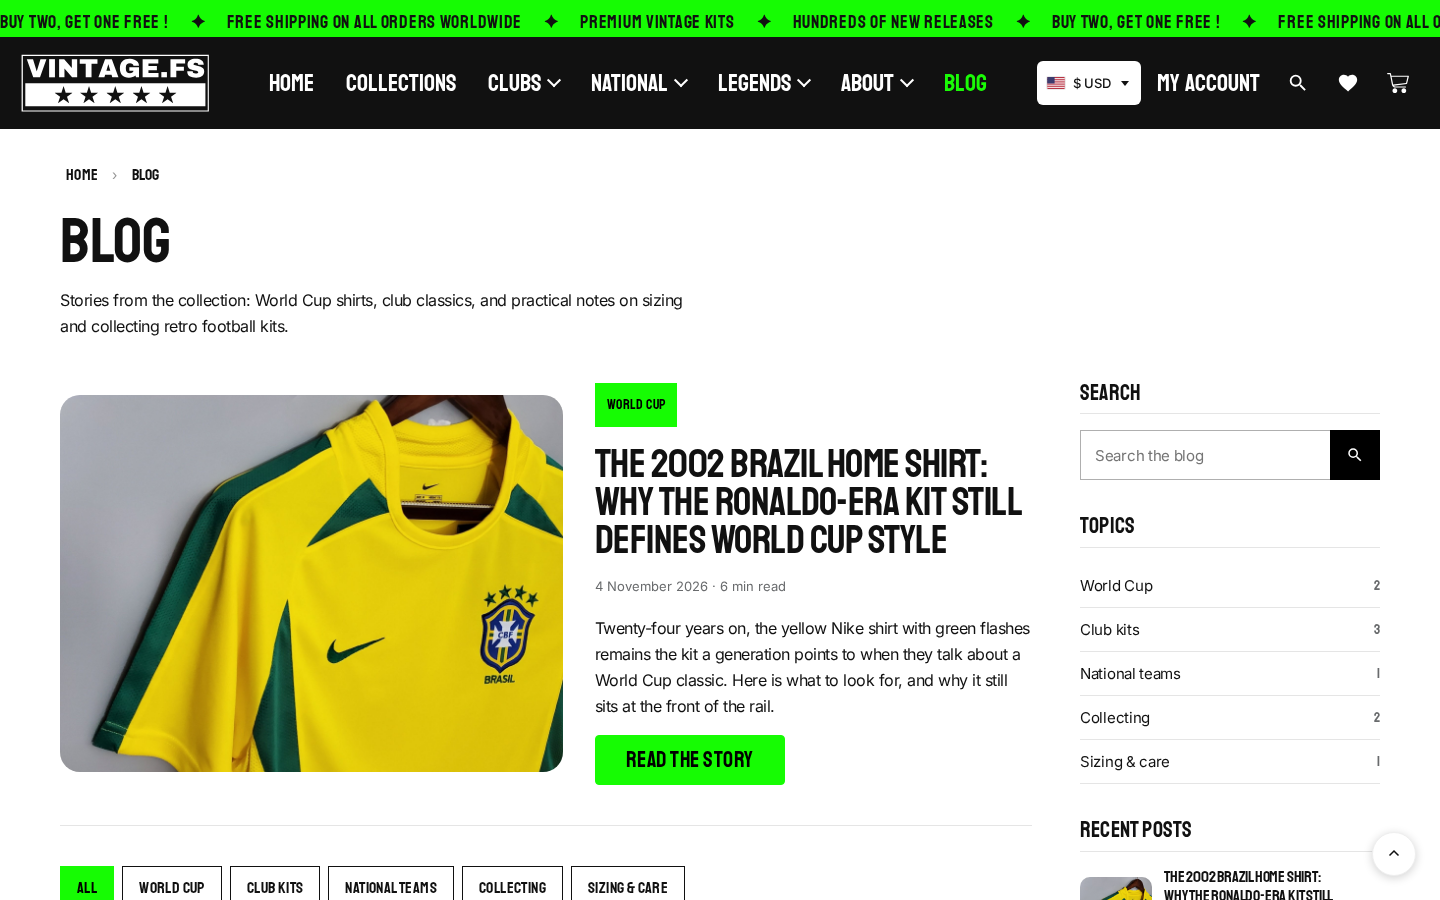 BUY TWO, GET ONE FREE ! ✦ FREE SHIPPING ON ALL ORDERS WORLDWIDE ✦ PREMIUM VINTAGE KITS ✦ HUNDREDS OF NEW RELEASES ✦ BUY TWO, GET ONE FREE ! ✦ FREE SHIPPING ON ALL O
VINTAGE.FS
HOME COLLECTIONS CLUBS NATIONAL LEGENDS ABOUT BLOG $ USD MY ACCOUNT
HOME › BLOG
BLOG
Stories from the collection: World Cup shirts, club classics, and practical notes on sizing
and collecting retro football kits.
CBF
BRASIL
WORLD CUP
THE 2002 BRAZIL HOME SHIRT:
WHY THE RONALDO-ERA KIT STILL
DEFINES WORLD CUP STYLE
4 November 2026 · 6 min read
Twenty-four years on, the yellow Nike shirt with green flashes
remains the kit a generation points to when they talk about a
World Cup classic. Here is what to look for, and why it still
sits at the front of the rail.
READ THE STORY
ALL WORLD CUP CLUB KITS NATIONAL TEAMS COLLECTING SIZING & CARE
SEARCH
Search the blog
TOPICS
World Cup 2
Club kits 3
National teams 1
Collecting 2
Sizing & care 1
RECENT POSTS
THE 2002 BRAZIL HOME SHIRT:
WHY THE RONALDO-ERA KIT STILL